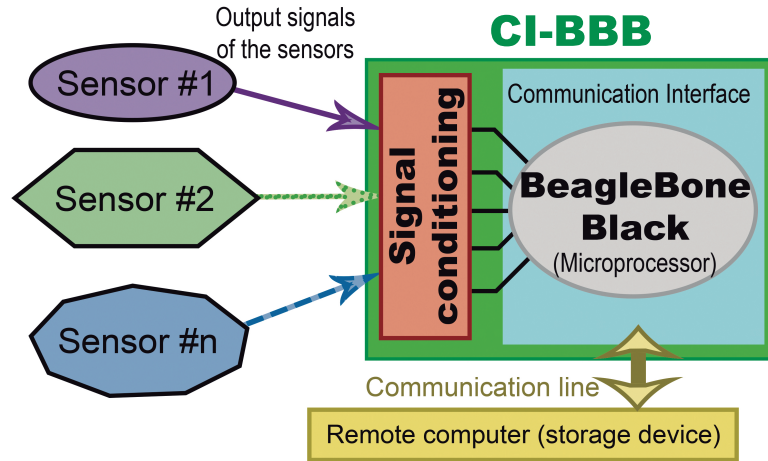 Output signals
of the sensors
CI-BBB
Sensor #1
Sensor #2
Sensor #n
Signal
conditioning
Communication Interface
BeagleBone
Black
(Microprocessor)
Communication line
Remote computer (storage device)